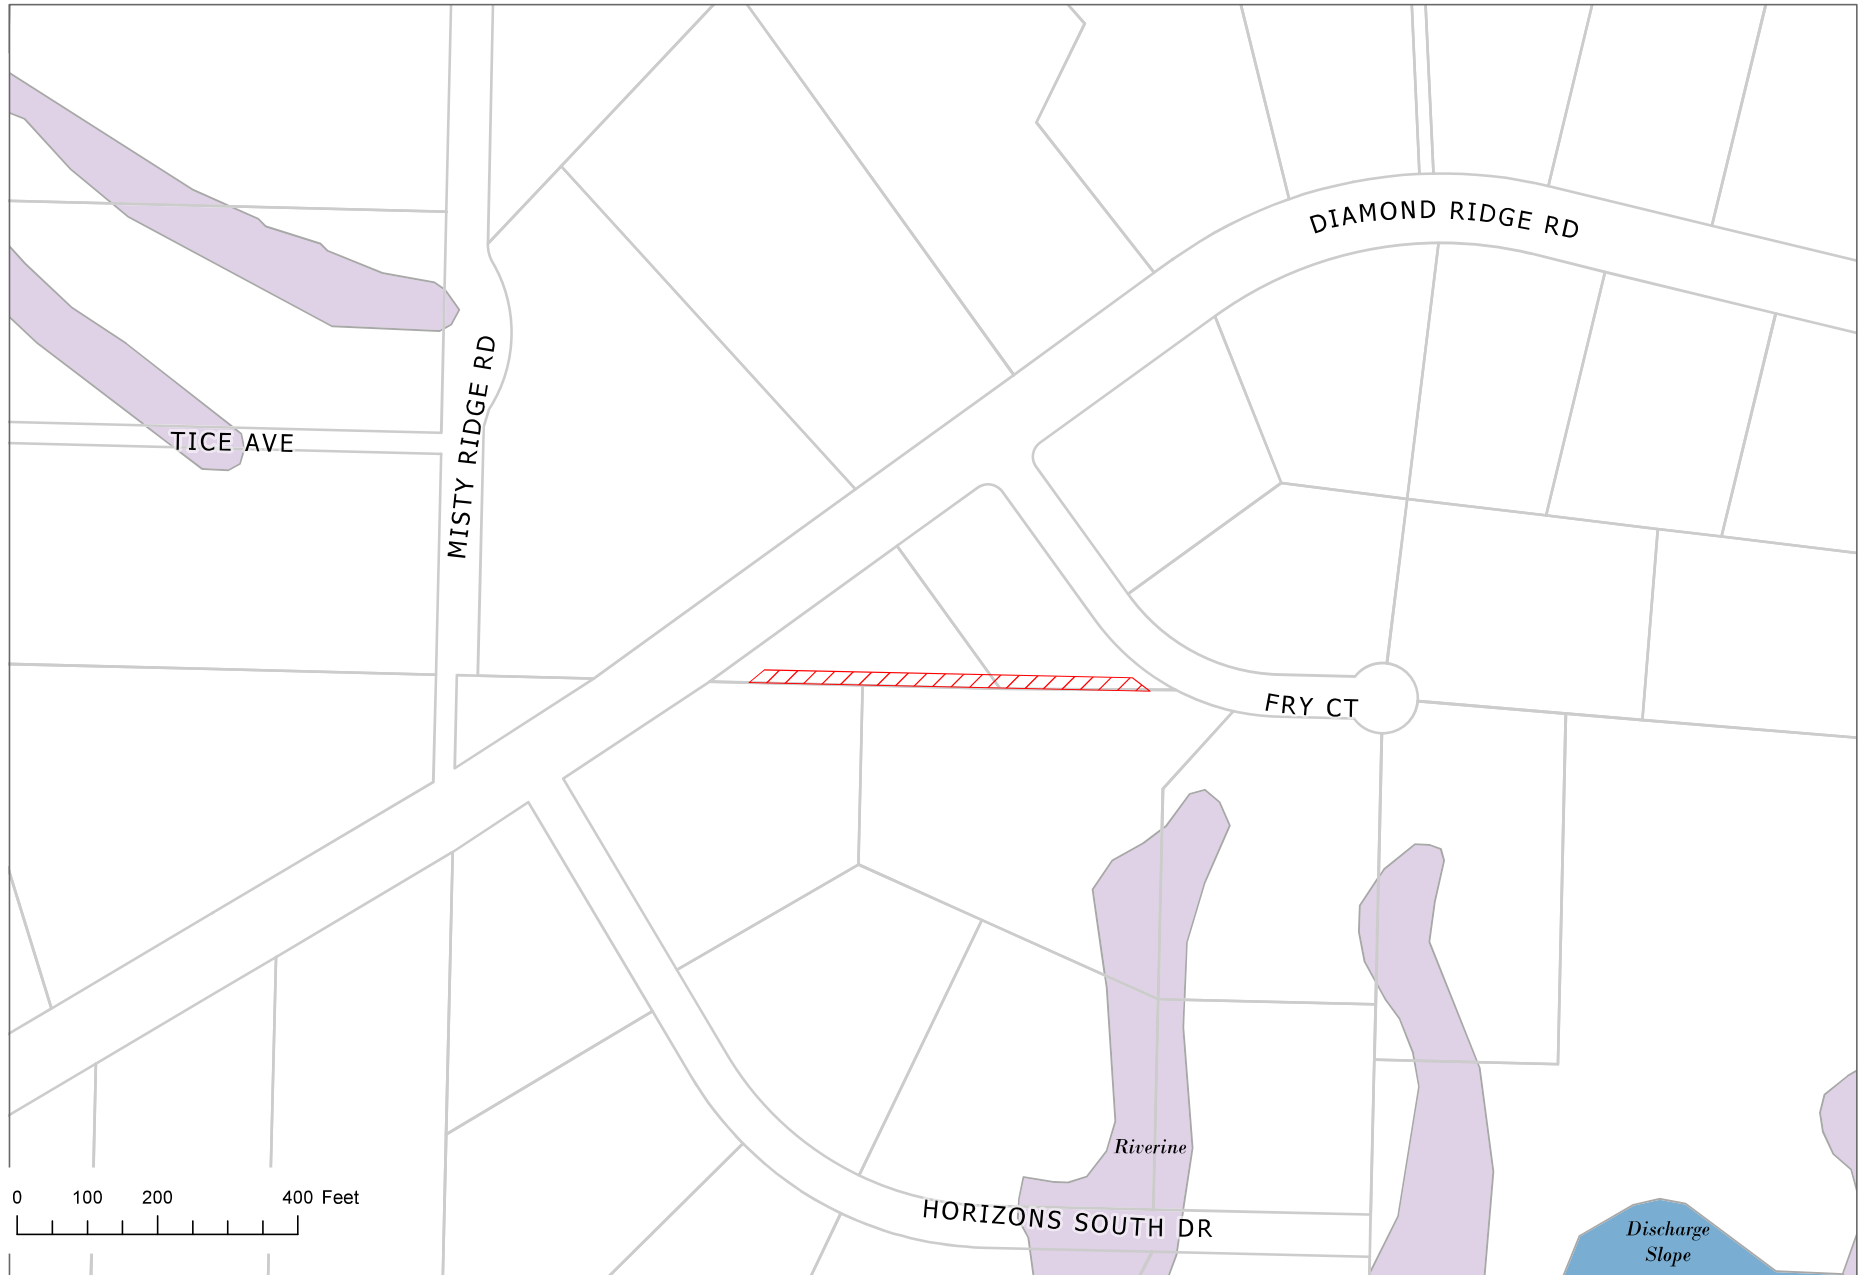 DIAMOND RIDGE RD
MISTY RIDGE RD
TICE AVE
FRY CT
Riverine
0 100 200 400 Feet
HORIZONS SOUTH DR
Discharge
Slope